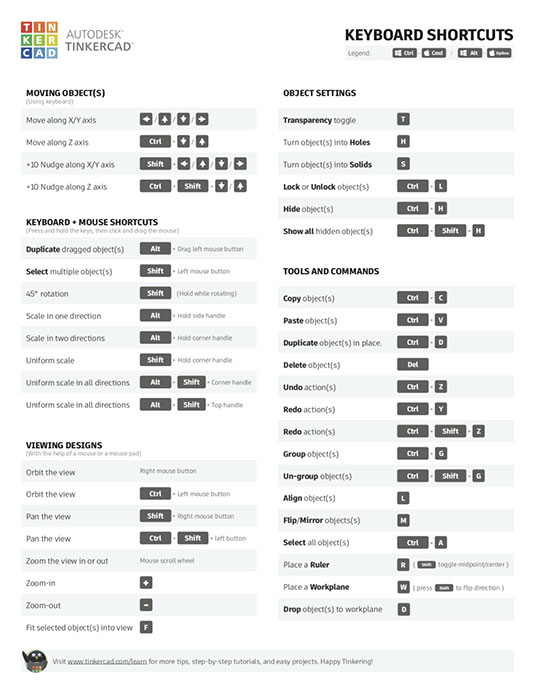 TIN
KER
CAD
AUTODESK®
TINKERCAD®
KEYBOARD SHORTCUTS
Legend: Ctrl Cmd / Alt Option
MOVING OBJECT(S)
(Using keyboard)
Move along X/Y axis / / /
Move along Z axis Ctrl + /
+10 Nudge along X/Y axis Shift + / / /
+10 Nudge along Z axis Ctrl + Shift + /
KEYBOARD + MOUSE SHORTCUTS
(Press and hold the keys, then click and drag the mouse)
Duplicate dragged object(s) Alt + Drag left mouse button
Select multiple object(s) Shift + Left mouse button
45° rotation Shift (Hold while rotating)
Scale in one direction Alt + Hold side handle
Scale in two directions Alt + Hold corner handle
Uniform scale Shift + Hold corner handle
Uniform scale in all directions Alt + Shift + Corner handle
Uniform scale in all directions Alt + Shift + Top handle
VIEWING DESIGNS
(With the help of a mouse or a mouse pad)
Orbit the view Right mouse button
Orbit the view Ctrl + Left mouse button
Pan the view Shift + Right mouse button
Pan the view Ctrl + Shift + left button
Zoom the view in or out Mouse scroll wheel
Zoom-in +
Zoom-out -
Fit selected object(s) into view F
OBJECT SETTINGS
Transparency toggle T
Turn object(s) into Holes H
Turn object(s) into Solids S
Lock or Unlock object(s) Ctrl + L
Hide object(s) Ctrl + H
Show all hidden object(s) Ctrl + Shift + H
TOOLS AND COMMANDS
Copy object(s) Ctrl + C
Paste object(s) Ctrl + V
Duplicate object(s) in place. Ctrl + D
Delete object(s) Del
Undo action(s) Ctrl + Z
Redo action(s) Ctrl + Y
Redo action(s) Ctrl + Shift + Z
Group object(s) Ctrl + G
Un-group object(s) Ctrl + Shift + G
Align object(s) L
Flip/Mirror objects(s) M
Select all object(s) Ctrl + A
Place a Ruler R ( Shift toggle midpoint/center )
Place a Workplane W ( press Shift to flip direction )
Drop object(s) to workplane D
Visit www.tinkercad.com/learn for more tips, step-by-step tutorials, and easy projects. Happy Tinkering!